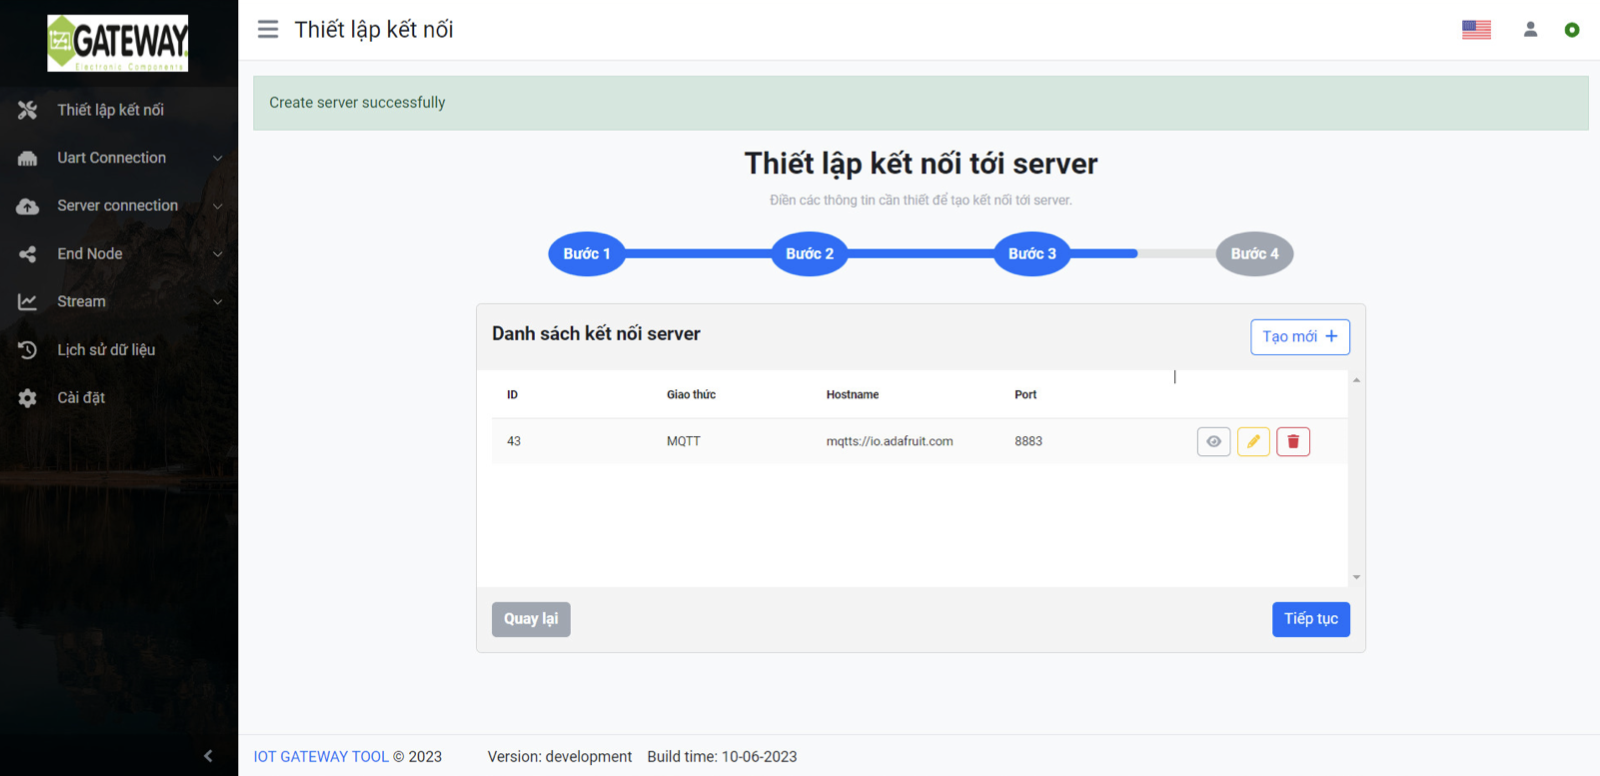 GATEWAY
Electronic Components
Thiết lập kết nối
Uart Connection
Server connection
End Node
Stream
Lịch sử dữ liệu
Cài đặt
Thiết lập kết nối
Create server successfully
Thiết lập kết nối tới server
Điền các thông tin cần thiết để tạo kết nối tới server.
Bước 1 Bước 2 Bước 3 Bước 4
Danh sách kết nối server
Tạo mới +
ID Giao thức Hostname Port
43 MQTT mqtts://io.adafruit.com 8883
Quay lại
Tiếp tục
IOT GATEWAY TOOL © 2023 Version: development Build time: 10-06-2023